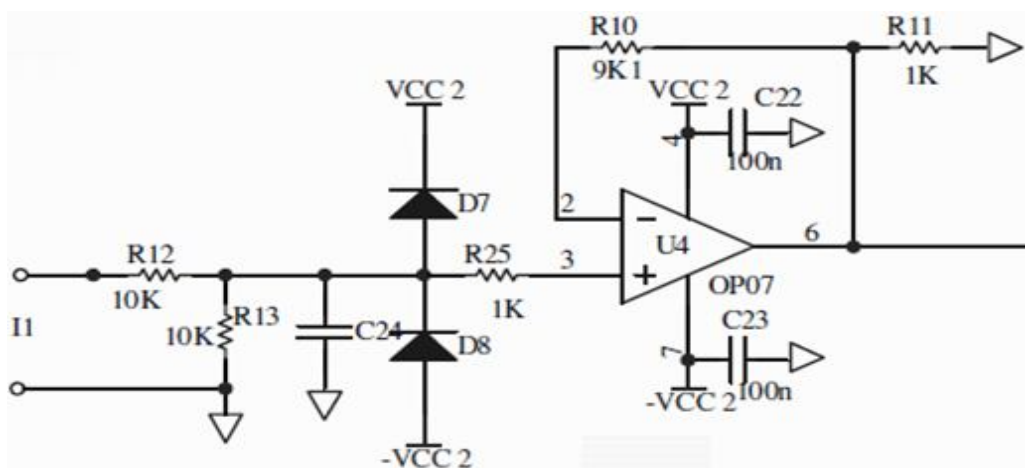 R10
9K1
R11
1K
VCC 2
VCC 2
C22
100n
4
D7
2
U4
6
R12
10K
R25
1K
3
OP07
I1
R13
10K
C24
D8
C23
100n
7
-VCC 2
-VCC 2